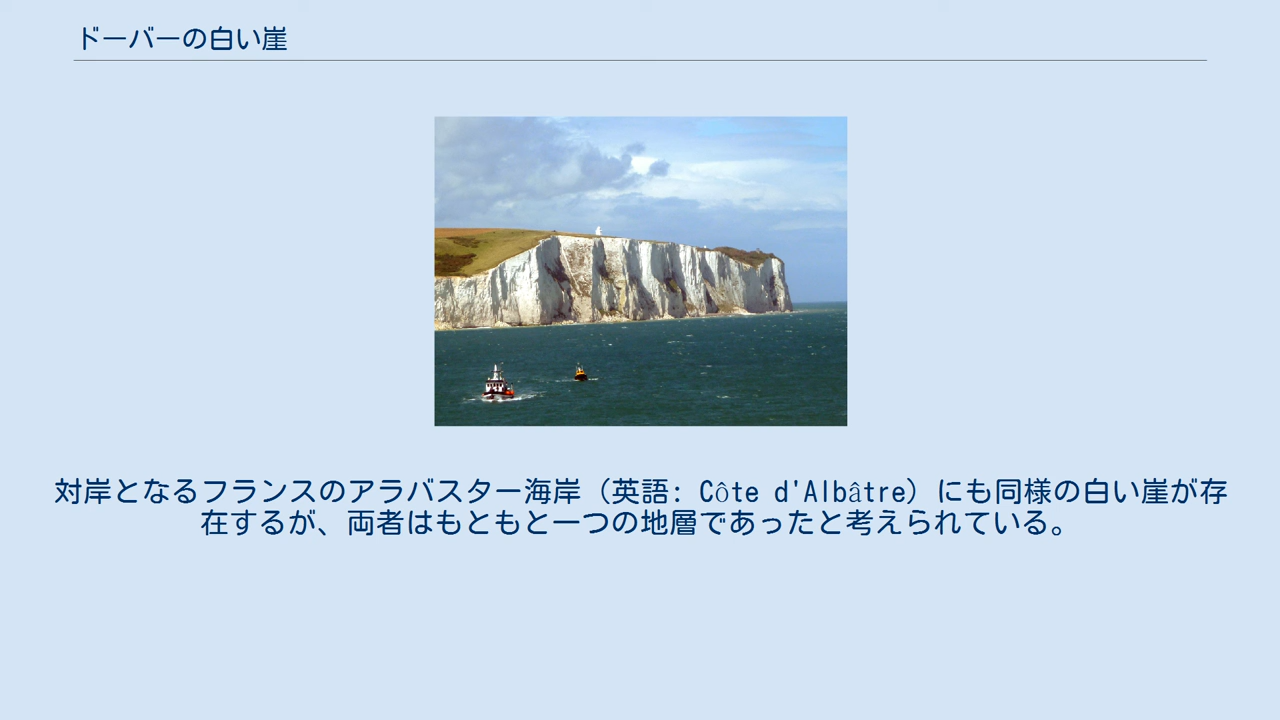 ドーバーの白い崖
対岸となるフランスのアラバスター海岸（英語: Côte d'Albâtre）にも同様の白い崖が存
在するが、両者はもともと一つの地層であったと考えられている。